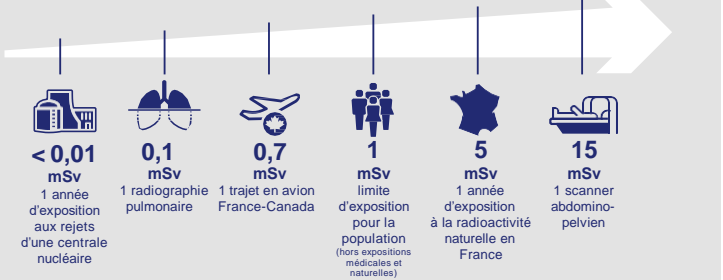 < 0,01
mSv
1 année
d'exposition
aux rejets
d'une centrale
nucléaire
0,1
mSv
1 radiographie
pulmonaire
0,7
mSv
1 trajet en avion
France-Canada
1
mSv
limite
d'exposition
pour la
population
(hors expositions
médicales et
naturelles)
5
mSv
1 année
d'exposition
à la radioactivité
naturelle en
France
15
mSv
1 scanner
abdomino-
pelvien